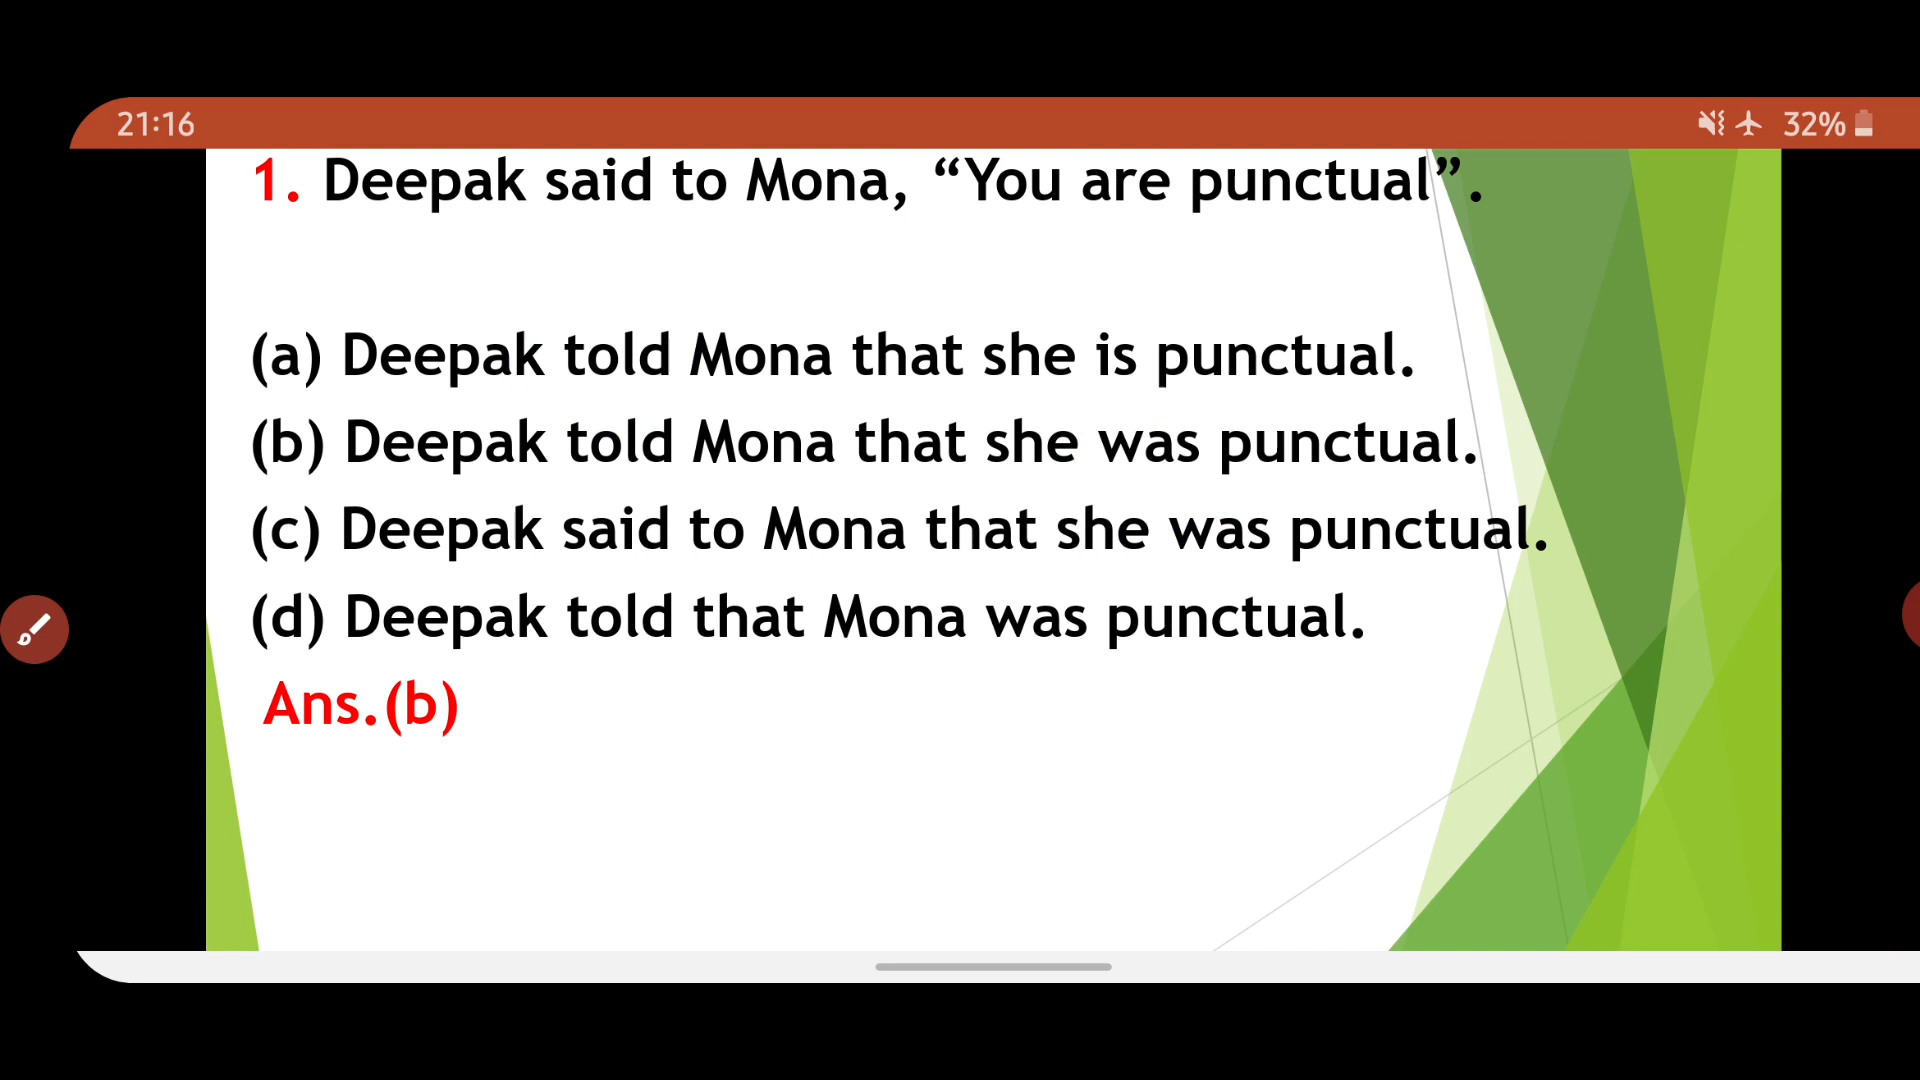 21:16 32%
1. Deepak said to Mona, “You are punctual”.
(a) Deepak told Mona that she is punctual.
(b) Deepak told Mona that she was punctual.
(c) Deepak said to Mona that she was punctual.
(d) Deepak told that Mona was punctual.
Ans.(b)